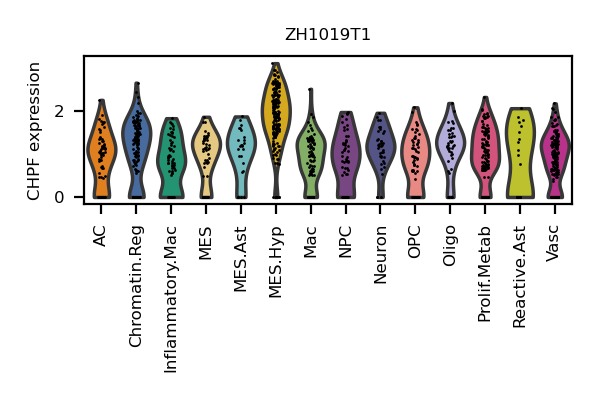 ZH1019T1
CHPF expression
2
0
AC
Chromatin.Reg
Inflammatory.Mac
MES
MES.Ast
MES.Hyp
Mac
NPC
Neuron
OPC
Oligo
Prolif.Metab
Reactive.Ast
Vasc